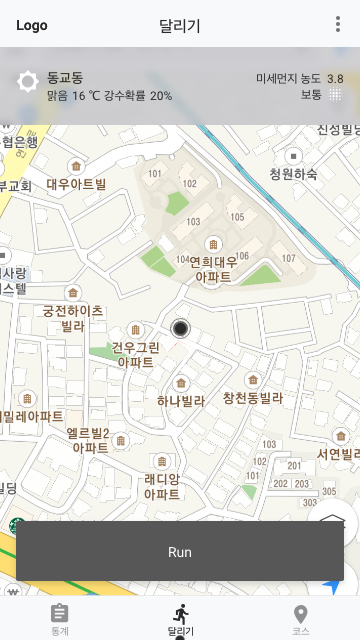 Logo
달리기
동교동
맑음 16 ℃ 강수확률 20%
미세먼지 농도 3.8
보통
협은행
진성빌딩
부교회
대우아트빌
101
102
103
104
105
106
107
청원하숙
연희대우
아파트
사랑
스텔
궁전하이츠
빌라
건우그린
아파트
하나빌라
창천동빌라
밀레아파트
엘르빌2
아파트
서연빌라
래디앙
아파트
103
102
201
202
203
303
305
빌딩
Run
통계
달리기
코스